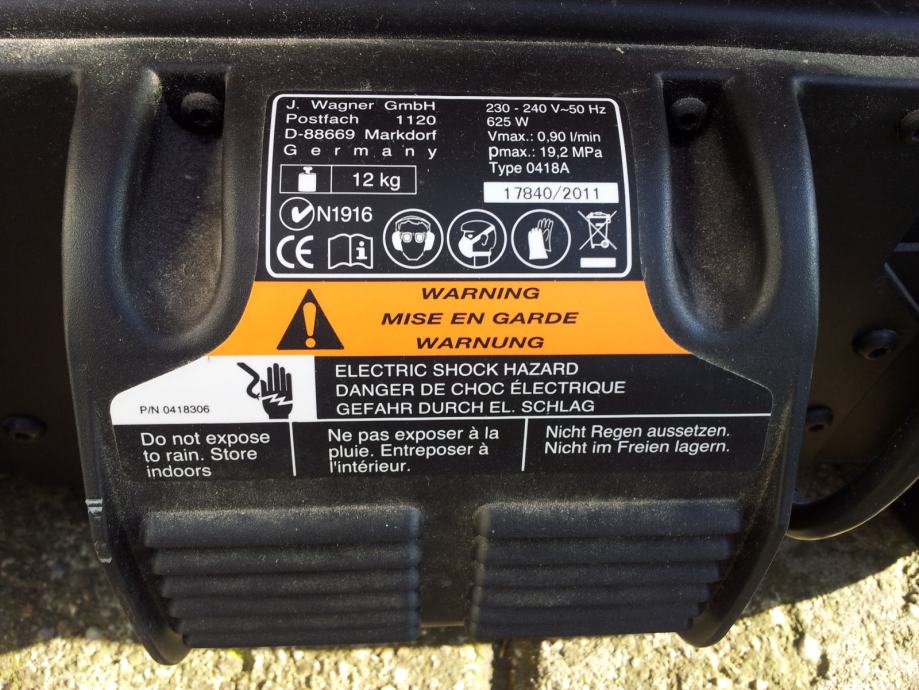 J. Wagner GmbH
Postfach 1120
D-88669 Markdorf
Germany
230 - 240 V~50 Hz
625 W
Vmax.: 0,90 l/min
pmax.: 19,2 MPa
Type 0418A
12 kg
17840/2011
N1916
CE
i
WARNING
MISE EN GARDE
WARNUNG
ELECTRIC SHOCK HAZARD
DANGER DE CHOC ÉLECTRIQUE
GEFAHR DURCH EL. SCHLAG
P/N 0418306
Do not expose
to rain. Store
indoors
Ne pas exposer à la
pluie. Entreposer à
l'intérieur.
Nicht Regen aussetzen.
Nicht im Freien lagern.